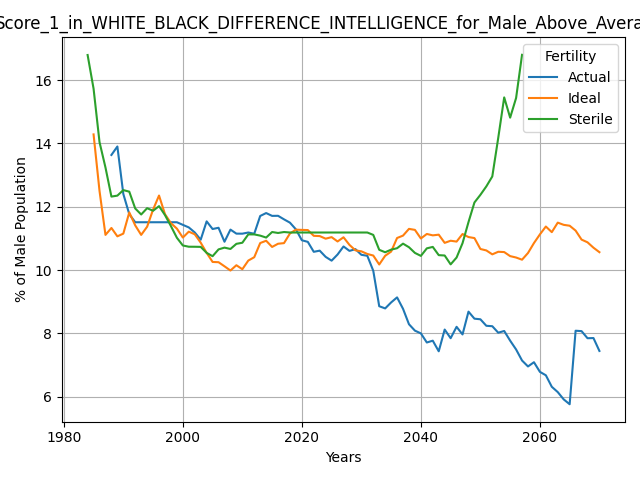 Score_1_in_WHITE_BLACK_DIFFERENCE_INTELLIGENCE_for_Male_Above_Avera
Fertility
Actual
Ideal
Sterile
% of Male Population
16
14
12
10
8
6
1980
2000
2020
2040
2060
Years